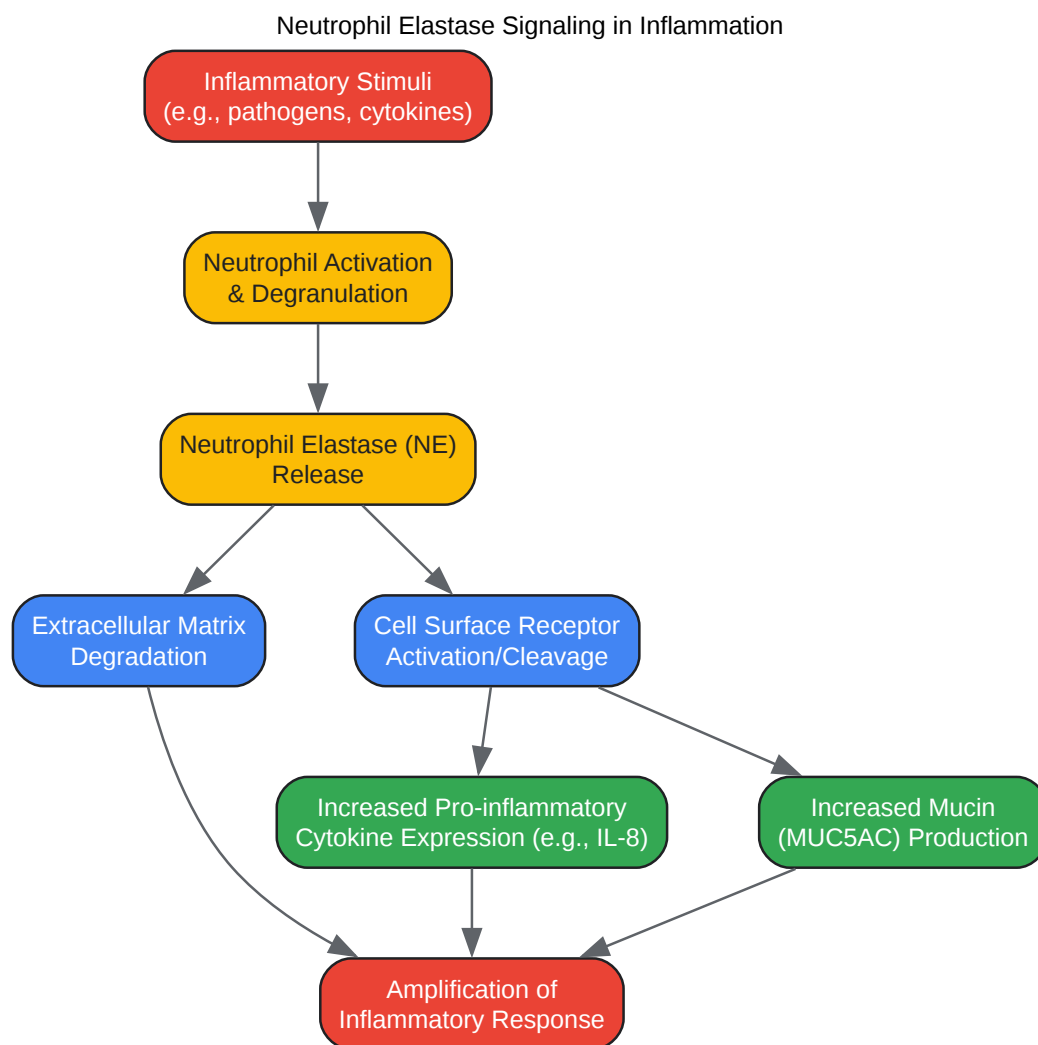 Neutrophil Elastase Signaling in Inflammation
Inflammatory Stimuli
(e.g., pathogens, cytokines)
Neutrophil Activation
& Degranulation
Neutrophil Elastase (NE)
Release
Extracellular Matrix
Degradation
Cell Surface Receptor
Activation/Cleavage
Increased Pro-inflammatory
Cytokine Expression (e.g., IL-8)
Increased Mucin
(MUC5AC) Production
Amplification of
Inflammatory Response